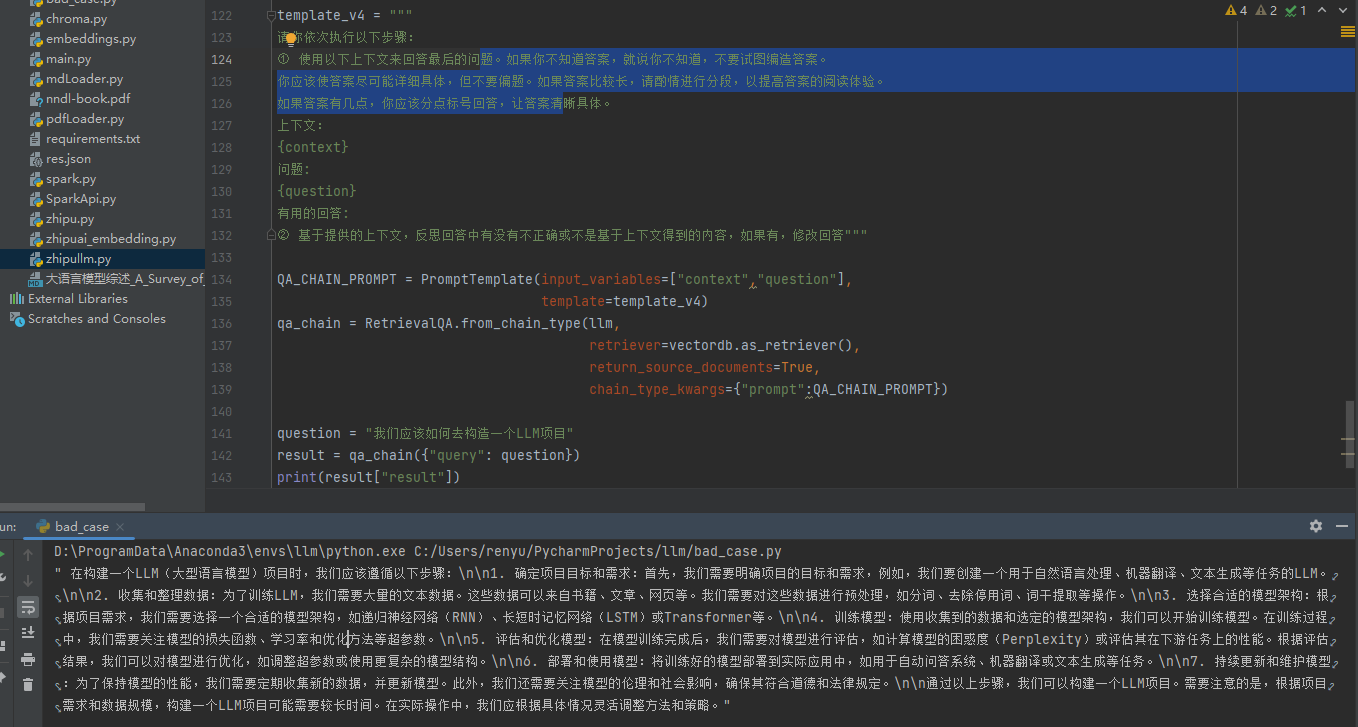 bad_case.py
chroma.py
embeddings.py
main.py
mdLoader.py
nndl-book.pdf
pdfLoader.py
requirements.txt
res.json
spark.py
SparkApi.py
zhipu.py
zhipuai_embedding.py
zhipullm.py
大语言模型综述_A_Survey_of_
External Libraries
Scratches and Consoles
4 2 1
122 template_v4 = """
123 请你依次执行以下步骤:
124 ① 使用以下上下文来回答最后的问题。如果你不知道答案，就说你不知道，不要试图编造答案。
125 你应该使答案尽可能详细具体，但不要偏题。如果答案比较长，请酌情进行分段，以提高答案的阅读体验。
126 如果答案有几点，你应该分点标号回答，让答案清晰具体。
127 上下文:
128 {context}
129 问题:
130 {question}
131 有用的回答:
132 ② 基于提供的上下文，反思回答中有没有不正确或不是基于上下文得到的内容，如果有，修改回答"""
133
134 QA_CHAIN_PROMPT = PromptTemplate(input_variables=["context","question"],
135 template=template_v4)
136 qa_chain = RetrievalQA.from_chain_type(llm,
137 retriever=vectordb.as_retriever(),
138 return_source_documents=True,
139 chain_type_kwargs={"prompt":QA_CHAIN_PROMPT})
140
141 question = "我们应该如何去构造一个LLM项目"
142 result = qa_chain({"query": question})
143 print(result["result"])
un: bad_case
D:\ProgramData\Anaconda3\envs\llm\python.exe C:/Users/renyu/PycharmProjects/llm/bad_case.py
" 在构建一个LLM（大型语言模型）项目时，我们应该遵循以下步骤：\n\n1. 确定项目目标和需求：首先，我们需要明确项目的目标和需求，例如，我们要创建一个用于自然语言处理、机器翻译、文本生成等任务的LLM。
\n\n2. 收集和整理数据：为了训练LLM，我们需要大量的文本数据。这些数据可以来自书籍、文章、网页等。我们需要对这些数据进行预处理，如分词、去除停用词、词干提取等操作。\n\n3. 选择合适的模型架构：根
据项目需求，我们需要选择一个合适的模型架构，如递归神经网络（RNN）、长短时记忆网络（LSTM）或Transformer等。\n\n4. 训练模型：使用收集到的数据和选定的模型架构，我们可以开始训练模型。在训练过程
中，我们需要关注模型的损失函数、学习率和优化方法等超参数。\n\n5. 评估和优化模型：在模型训练完成后，我们需要对模型进行评估，如计算模型的困惑度（Perplexity）或评估其在下游任务上的性能。根据评估
结果，我们可以对模型进行优化，如调整超参数或使用更复杂的模型结构。\n\n6. 部署和使用模型：将训练好的模型部署到实际应用中，如用于自动问答系统、机器翻译或文本生成等任务。\n\n7. 持续更新和维护模型
：为了保持模型的性能，我们需要定期收集新的数据，并更新模型。此外，我们还需要关注模型的伦理和社会影响，确保其符合道德和法律规定。\n\n通过以上步骤，我们可以构建一个LLM项目。需要注意的是，根据项目
需求和数据规模，构建一个LLM项目可能需要较长时间。在实际操作中，我们应根据具体情况灵活调整方法和策略。"